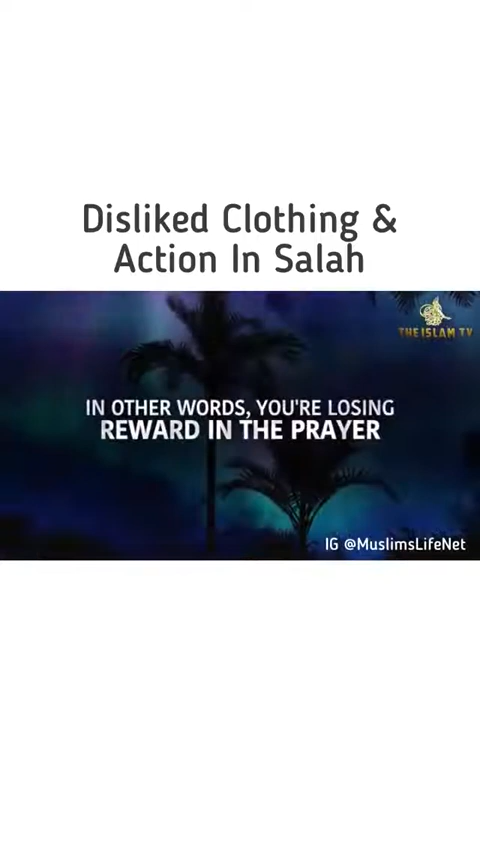 Disliked Clothing &
Action In Salah
THE ISLAM TV
IN OTHER WORDS, YOU'RE LOSING
REWARD IN THE PRAYER
IG @MuslimsLifeNet